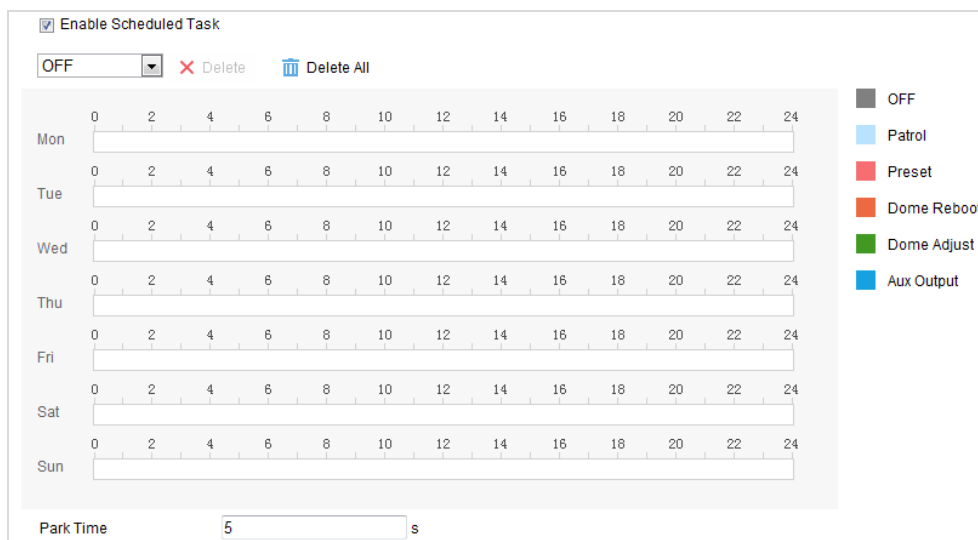 Enable Scheduled Task
OFF Delete Delete All
0 2 4 6 8 10 12 14 16 18 20 22 24
Mon
0 2 4 6 8 10 12 14 16 18 20 22 24
Tue
0 2 4 6 8 10 12 14 16 18 20 22 24
Wed
0 2 4 6 8 10 12 14 16 18 20 22 24
Thu
0 2 4 6 8 10 12 14 16 18 20 22 24
Fri
0 2 4 6 8 10 12 14 16 18 20 22 24
Sat
0 2 4 6 8 10 12 14 16 18 20 22 24
Sun
OFF
Patrol
Preset
Dome Reboot
Dome Adjust
Aux Output
Park Time 5 s